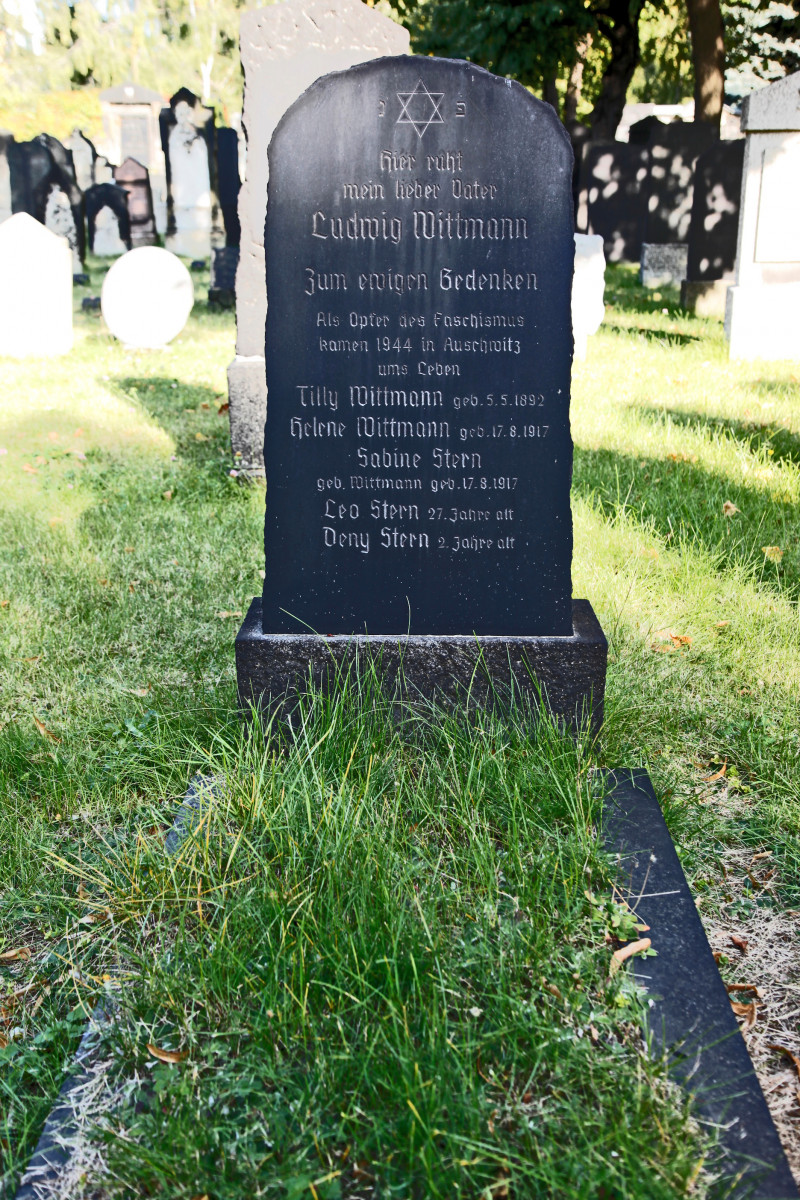 פ נ
Hier ruht
mein lieber Vater
Ludwig Wittmann
Zum ewigen Gedenken
Als Opfer des Faschismus
kamen 1944 in Auschwitz
ums Leben
Tilly Wittmann geb. 5.5.1892
Helene Wittmann geb. 17.8.1917
Sabine Stern
geb. Wittmann geb. 17.8.1917
Leo Stern 27. Jahre alt
Deny Stern 2. Jahre alt